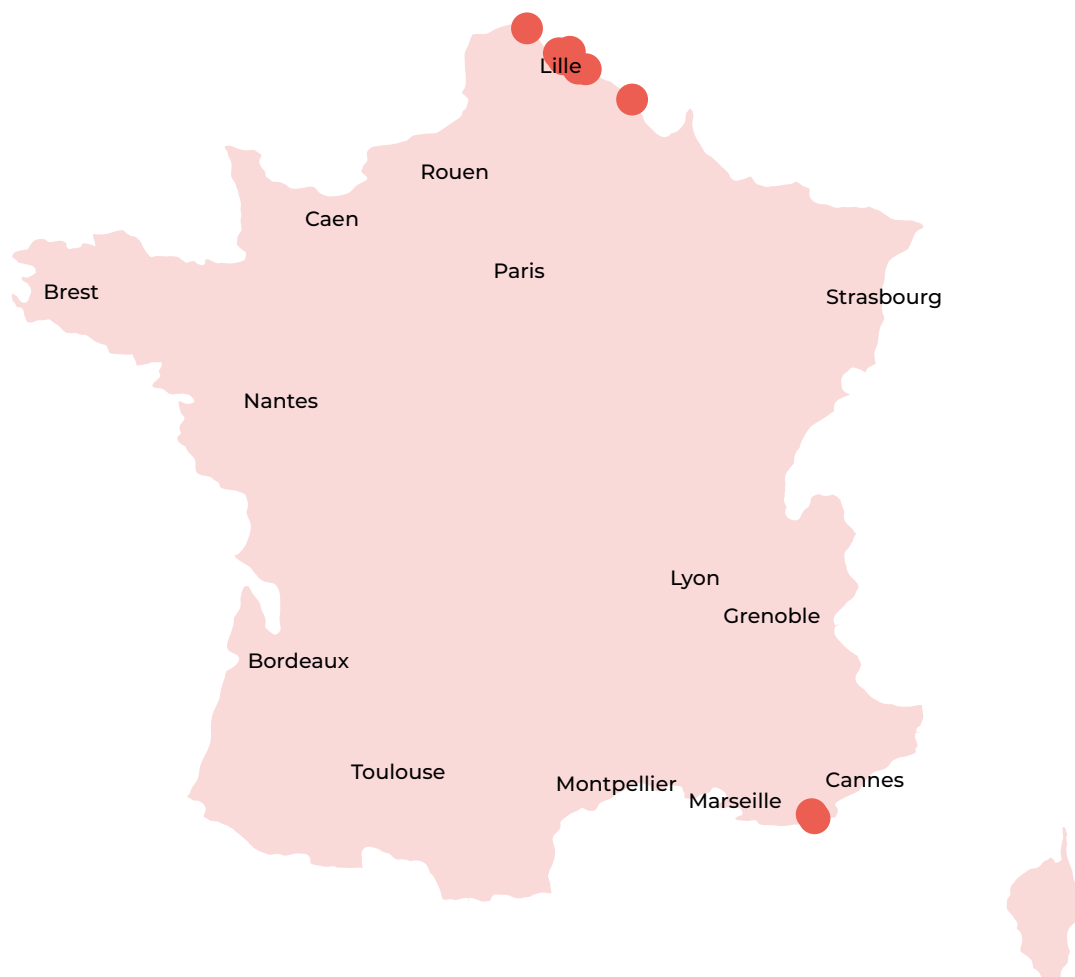 Lille
Rouen
Caen
Paris
Brest
Strasbourg
Nantes
Lyon
Grenoble
Bordeaux
Toulouse
Montpellier
Marseille
Cannes